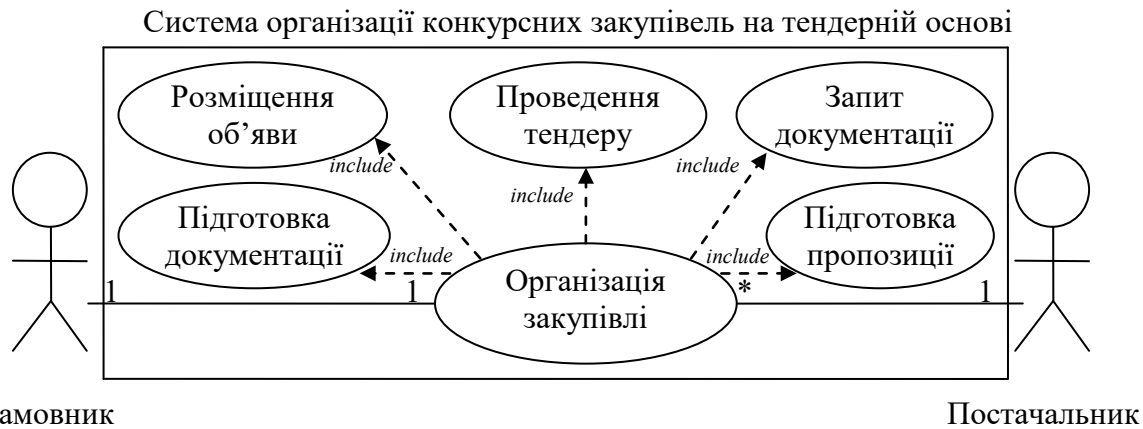 Система організації конкурсних закупівель на тендерній основі
Розміщення
об’яви
Проведення
тендеру
Запит
документації
include
include
include
Підготовка
документації
include
include
Підготовка
пропозиції
Організація
закупівлі
1
1
*
1
амовник
Постачальник